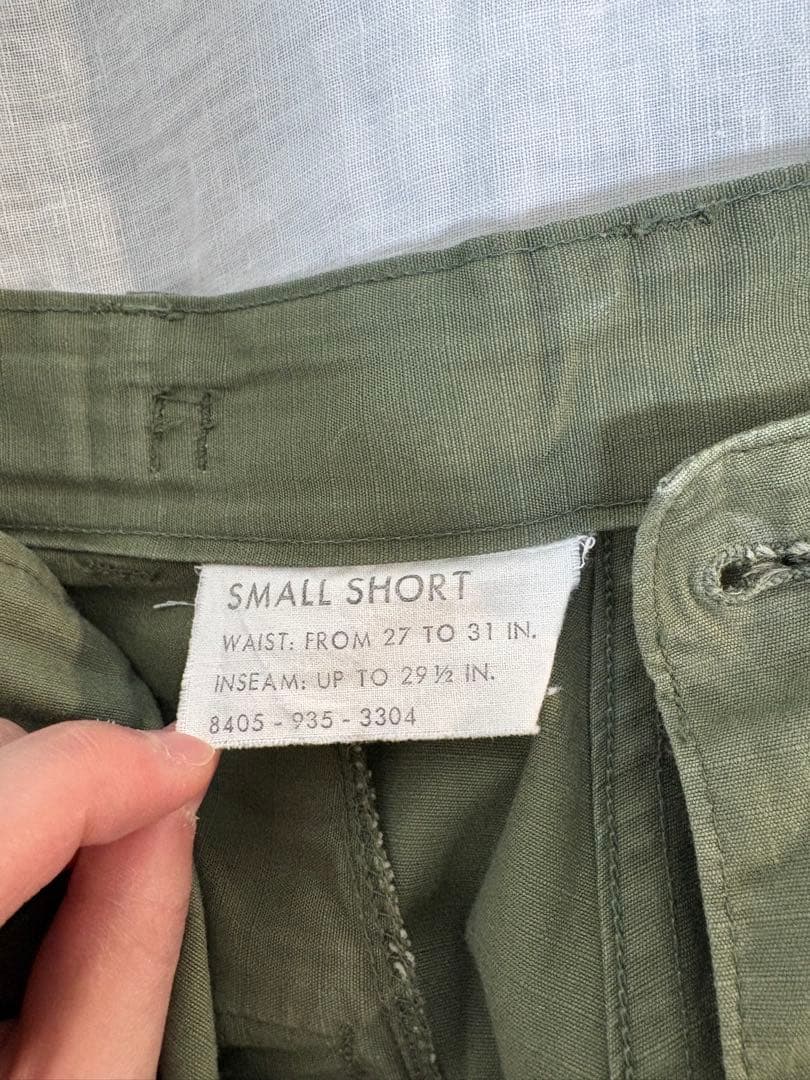 SMALL SHORT
WAIST: FROM 27 TO 31 IN.
INSEAM: UP TO 29½ IN.
8405 - 935 - 3304